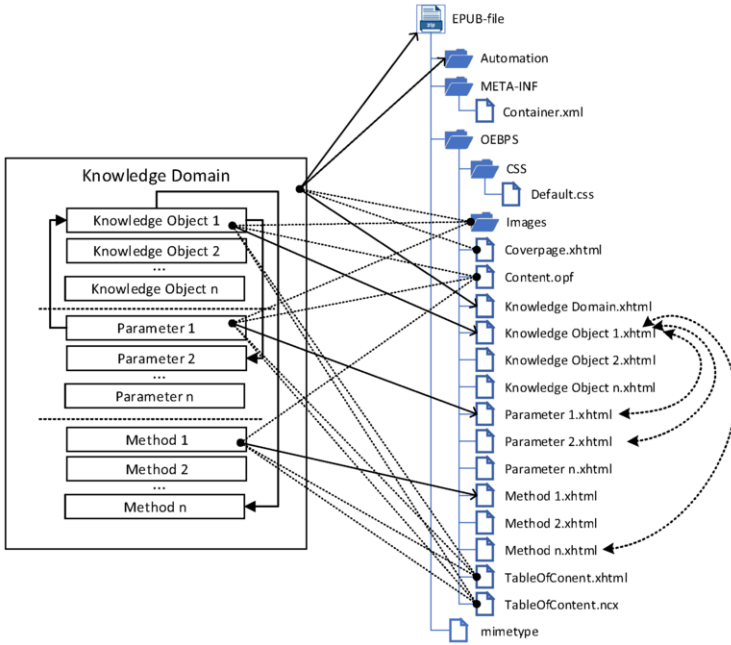 Knowledge Domain
Knowledge Object 1
Knowledge Object 2
...
Knowledge Object n
Parameter 1
Parameter 2
...
Parameter n
Method 1
Method 2
...
Method n
EPUB-file
Automation
META-INF
Container.xml
OEBPS
CSS
Default.css
Images
Coverpage.xhtml
Content.opf
Knowledge Domain.xhtml
Knowledge Object 1.xhtml
Knowledge Object 2.xhtml
Knowledge Object n.xhtml
Parameter 1.xhtml
Parameter 2.xhtml
Parameter n.xhtml
Method 1.xhtml
Method 2.xhtml
Method n.xhtml
TableOfConent.xhtml
TableOfContent.ncx
mimetype